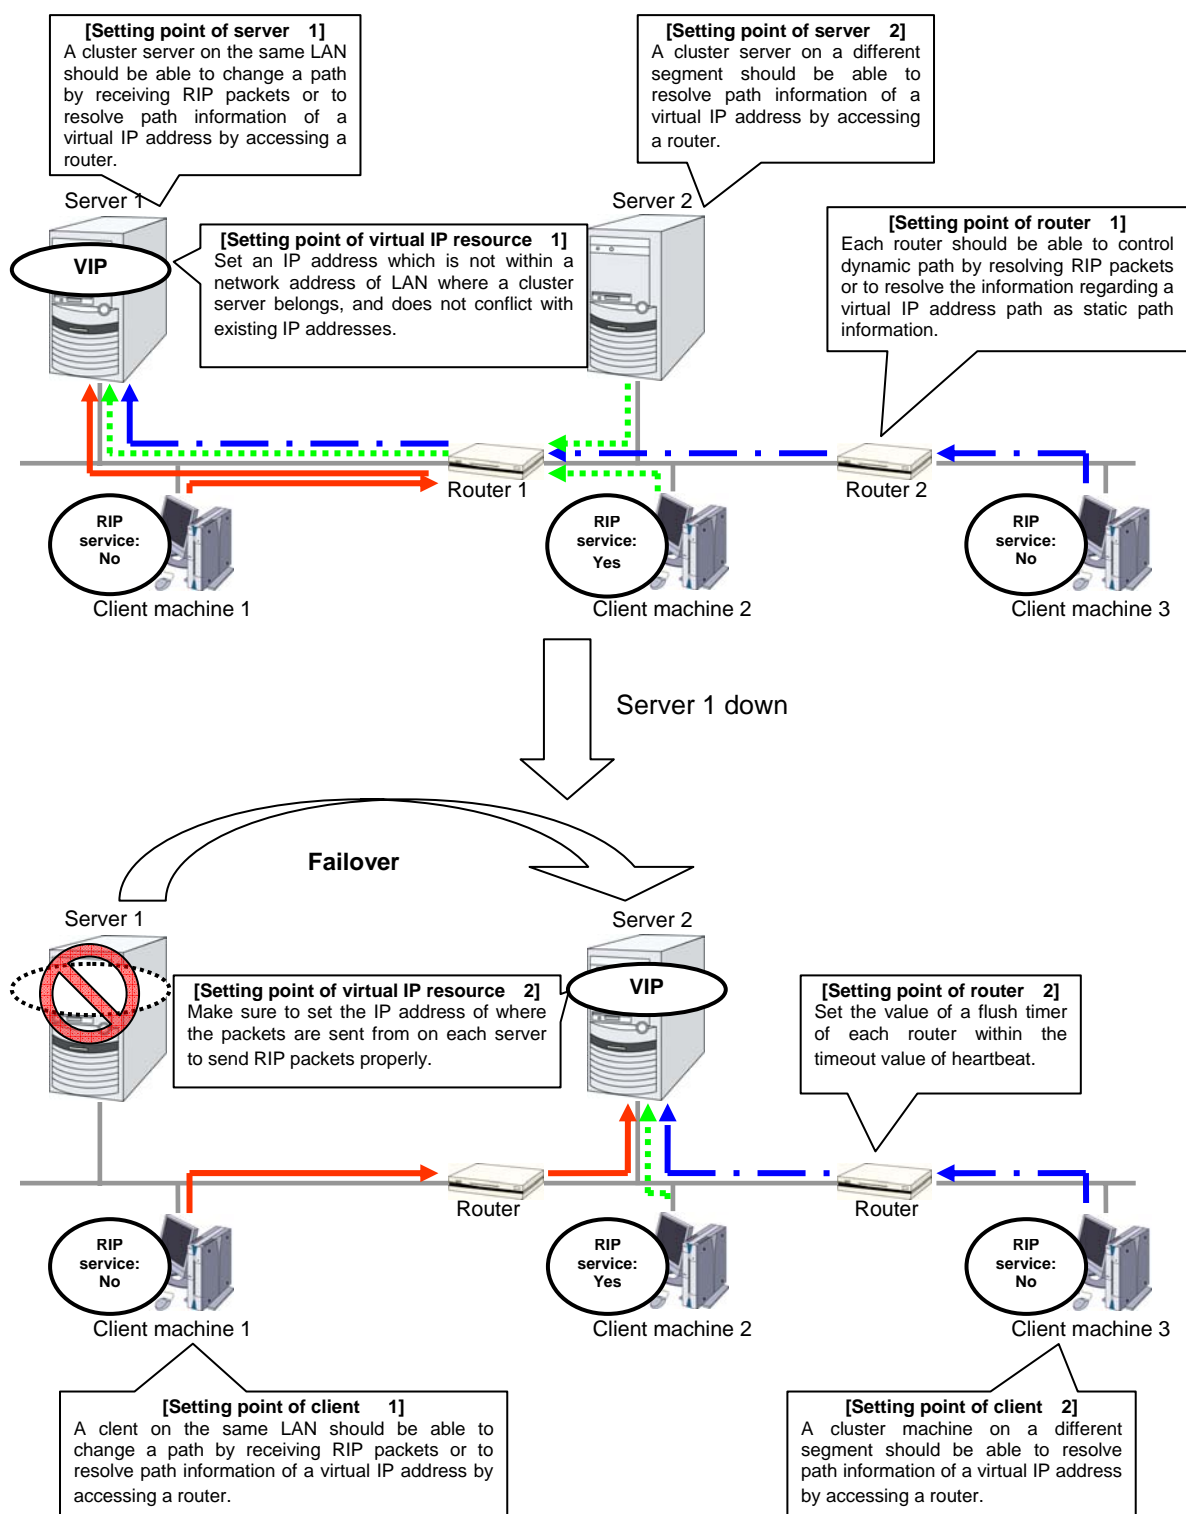 [Setting point of server 1]
A cluster server on the same LAN
should be able to change a path
by receiving RIP packets or to
resolve path information of a
virtual IP address by accessing a
router.
[Setting point of server 2]
A cluster server on a different
segment should be able to
resolve path information of a
virtual IP address by accessing
a router.
Server 1
Server 2
VIP
[Setting point of virtual IP resource 1]
Set an IP address which is not within a
network address of LAN where a cluster
server belongs, and does not conflict with
existing IP addresses.
[Setting point of router 1]
Each router should be able to control
dynamic path by resolving RIP packets
or to resolve the information regarding a
virtual IP address path as static path
information.
Router 1
Router 2
RIP
service:
No
RIP
service:
Yes
RIP
service:
No
Client machine 1
Client machine 2
Client machine 3
Server 1 down
Failover
Server 1
Server 2
[Setting point of virtual IP resource 2]
Make sure to set the IP address of where
the packets are sent from on each server
to send RIP packets properly.
VIP
[Setting point of router 2]
Set the value of a flush timer
of each router within the
timeout value of heartbeat.
Router
Router
RIP
service:
No
RIP
service:
Yes
RIP
service:
No
Client machine 1
Client machine 2
Client machine 3
[Setting point of client 1]
A clent on the same LAN should be able to
change a path by receiving RIP packets or to
resolve path information of a virtual IP address by
accessing a router.
[Setting point of client 2]
A cluster machine on a different
segment should be able to resolve
path information of a virtual IP address
by accessing a router.